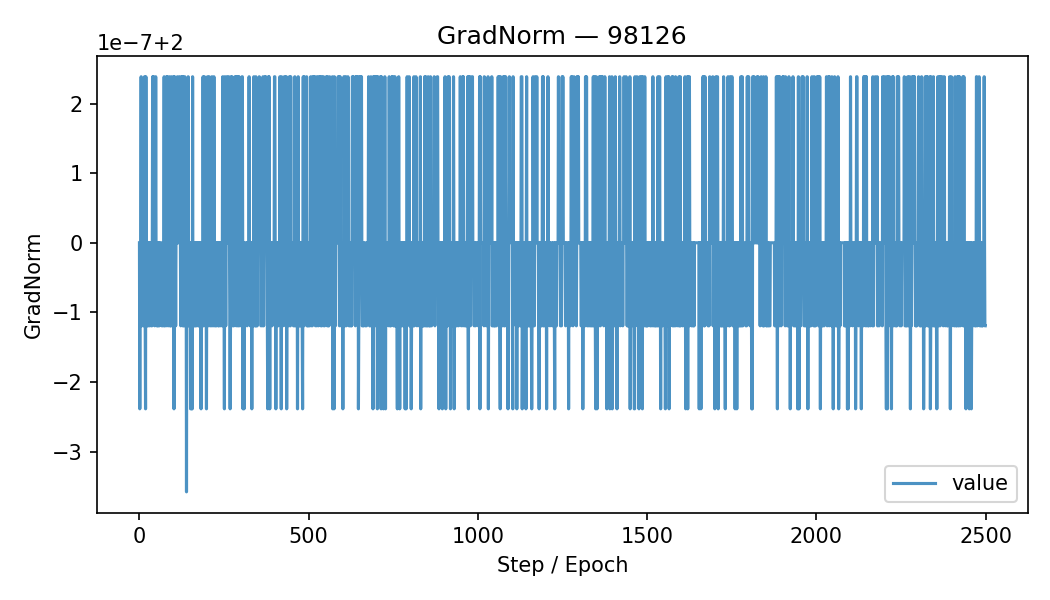 GradNorm — 98126
1e−7+2
2
1
0
−1
−2
−3
GradNorm
value
0
500
1000
1500
2000
2500
Step / Epoch